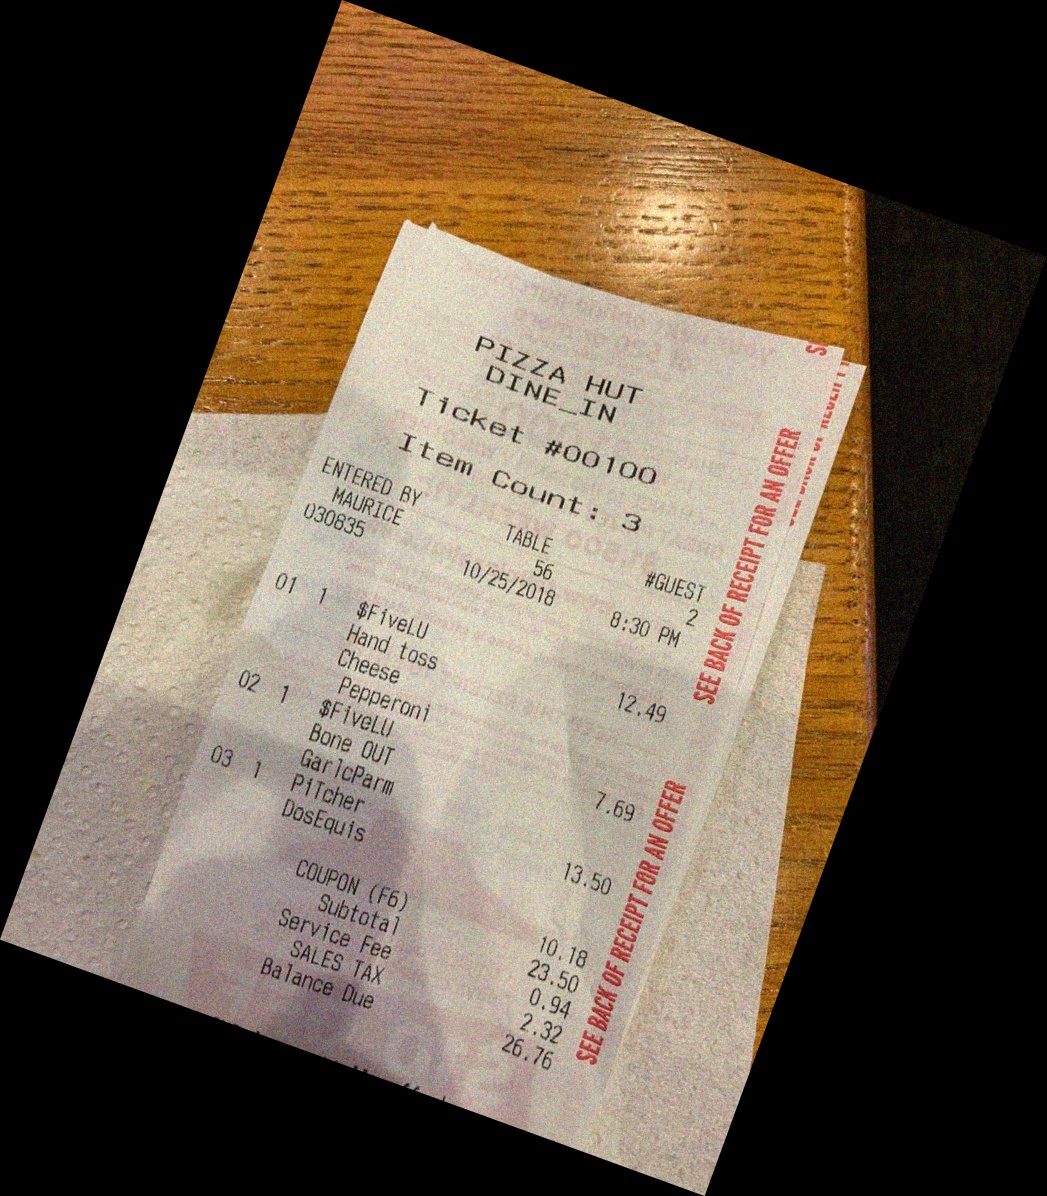 PIZZA HUT
DINE_IN
Ticket #00100
Item Count: 3
ENTERED BY TABLE #GUEST
MAURICE 56 2
030835 10/25/2018 8:30 PM
01 1 $FiveLU 12.49
Hand toss
Cheese
Pepperoni
02 1 $FiveLU 7.69
Bone OUT
GarlcParm
03 1 Pitcher 13.50
DosEquis
COUPON (F6) 10.18
Subtotal 23.50
Service Fee 0.94
SALES TAX 2.32
Balance Due 26.76
SEE BACK OF RECEIPT FOR AN OFFER
SEE BACK OF RECEIPT FOR AN OFFER